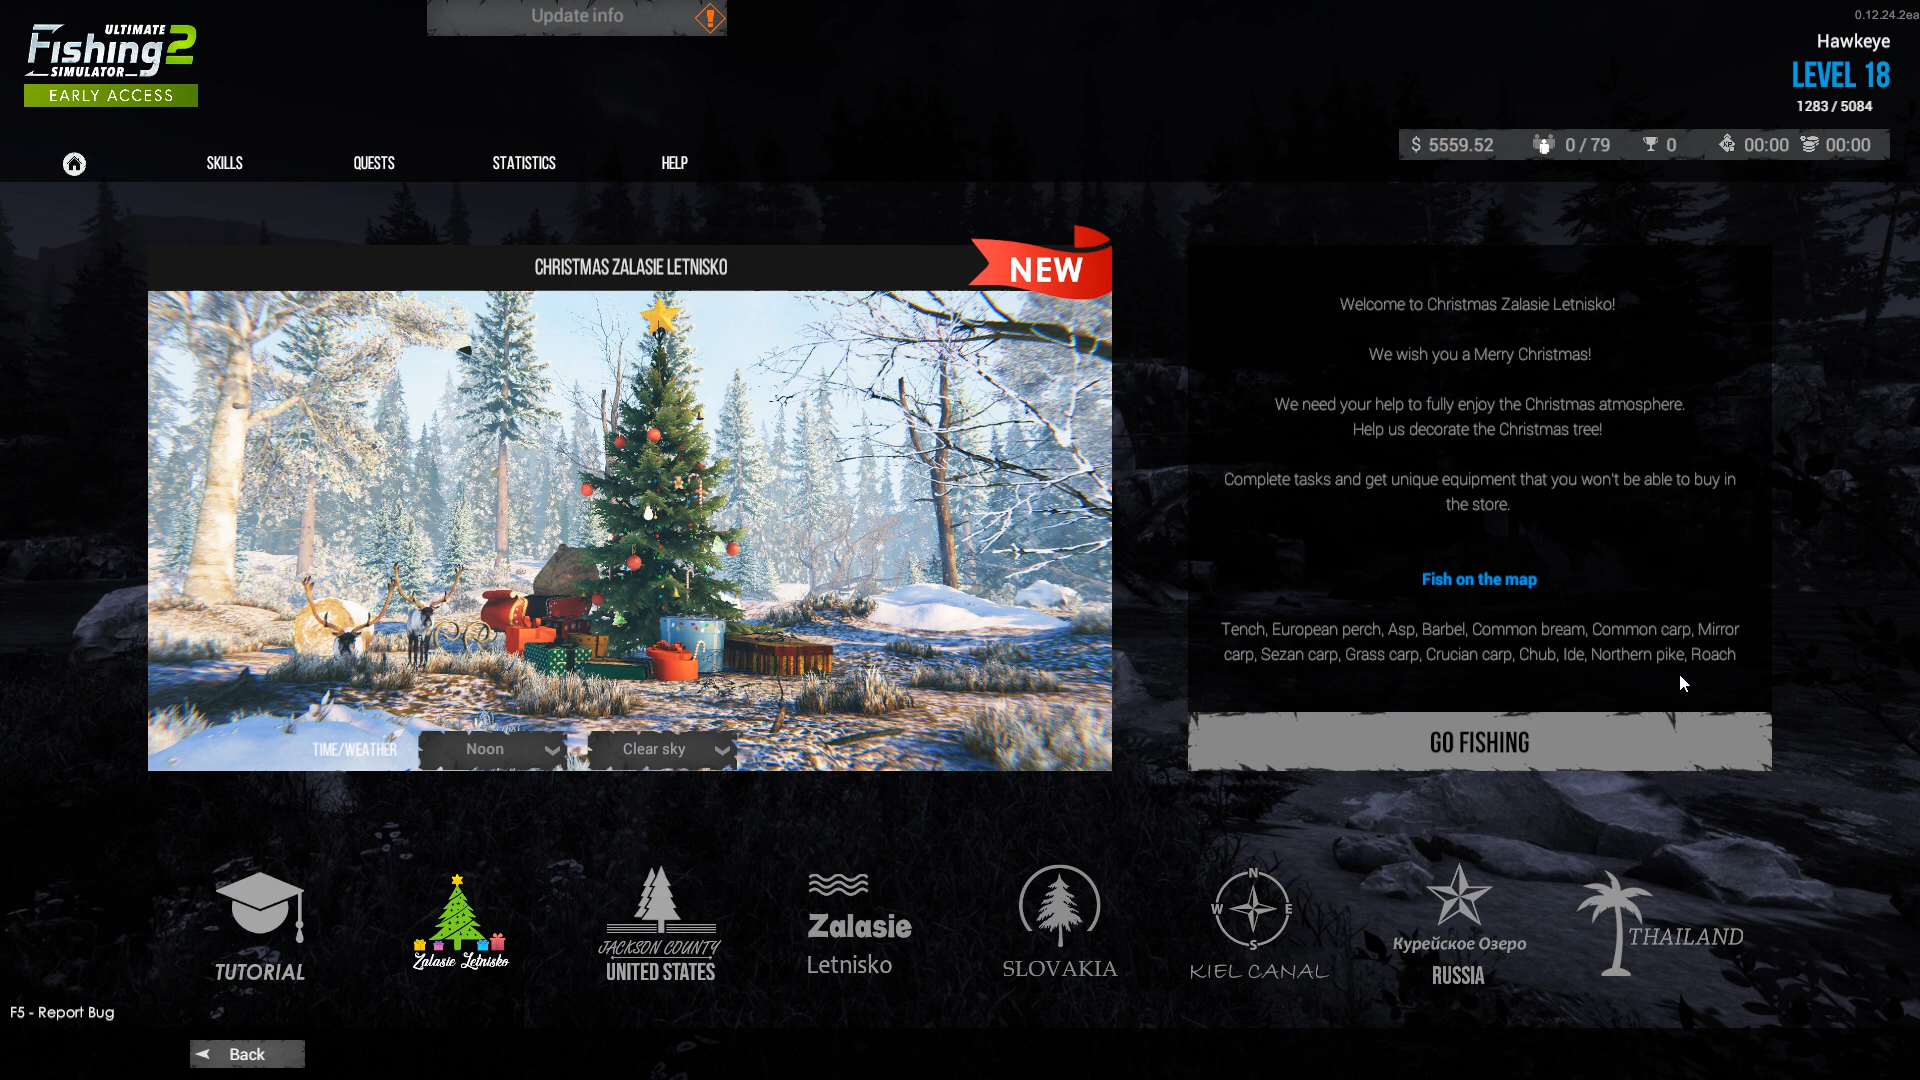 Update info
0.12.24.2ea
ULTIMATE
Fishing 2
SIMULATOR
EARLY ACCESS
Hawkeye
LEVEL 18
1283 / 5084
$ 5559.52 0 / 79 0 XP 00:00 00:00
SKILLS QUESTS STATISTICS HELP
CHRISTMAS ZALASIE LETNISKO
NEW
TIME/WEATHER Noon Clear sky
Welcome to Christmas Zalasie Letnisko!
We wish you a Merry Christmas!
We need your help to fully enjoy the Christmas atmosphere.
Help us decorate the Christmas tree!
Complete tasks and get unique equipment that you won't be able to buy in
the store.
Fish on the map
Tench, European perch, Asp, Barbel, Common bream, Common carp, Mirror
carp, Sezan carp, Grass carp, Crucian carp, Chub, Ide, Northern pike, Roach
GO FISHING
TUTORIAL
Zalasie Letnisko
JACKSON COUNTY
UNITED STATES
Zalasie
Letnisko
SLOVAKIA
N
W E
S
KIEL CANAL
Курейское Озеро
RUSSIA
THAILAND
F5 - Report Bug
Back